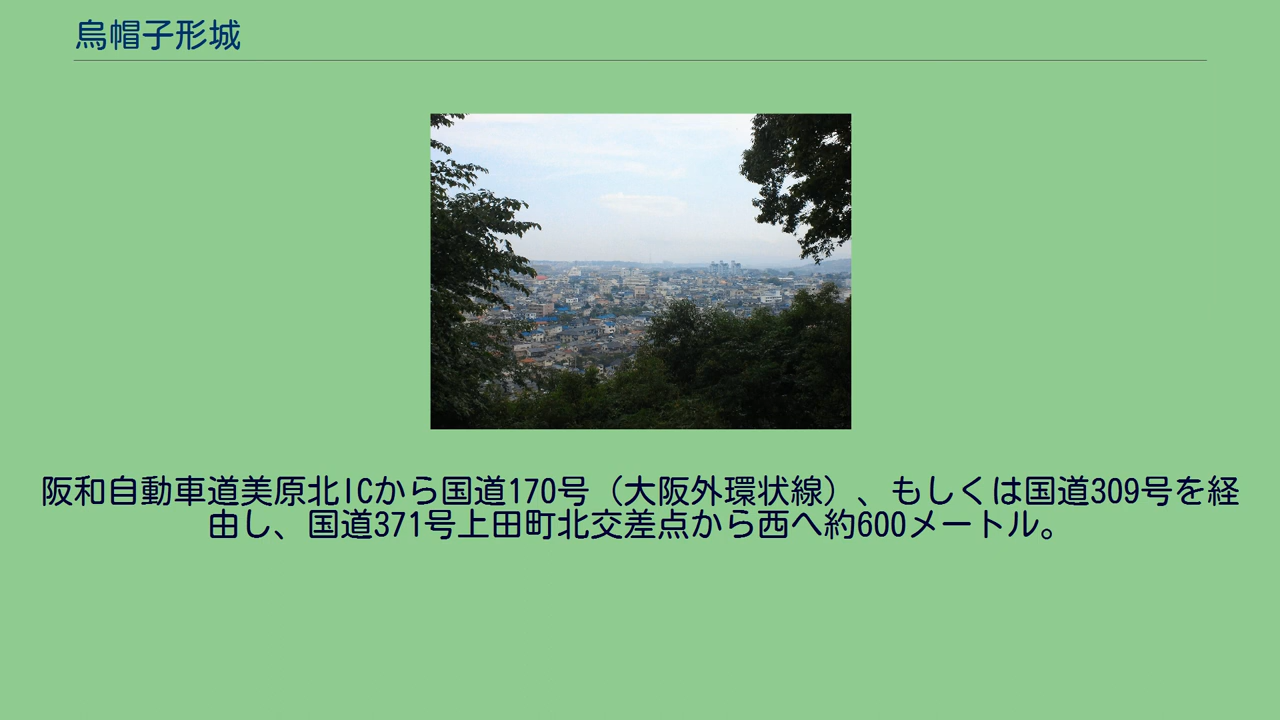 烏帽子形城
阪和自動車道美原北ICから国道170号（大阪外環状線）、もしくは国道309号を経
由し、国道371号上田町北交差点から西へ約600メートル。